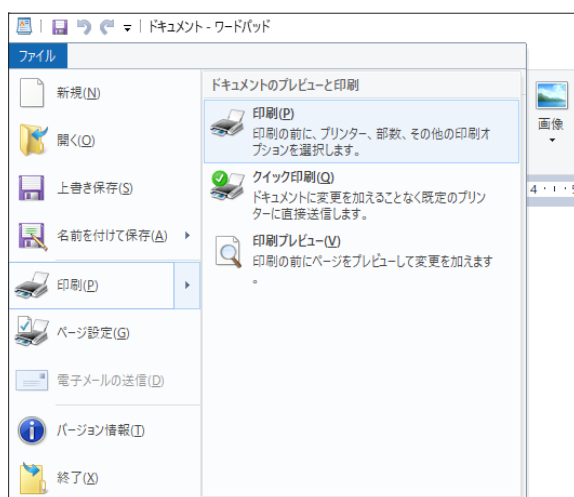 ドキュメント - ワードパッド
ファイル
新規(N)
開く(O)
上書き保存(S)
名前を付けて保存(A)
印刷(P)
ページ設定(G)
電子メールの送信(D)
バージョン情報(T)
終了(X)
ドキュメントのプレビューと印刷
印刷(P)
印刷の前に、プリンター、部数、その他の印刷オ
プションを選択します。
クイック印刷(Q)
ドキュメントに変更を加えることなく既定のプリン
ターに直接送信します。
印刷プレビュー(V)
印刷の前にページをプレビューして変更を加えます
。
画像
4